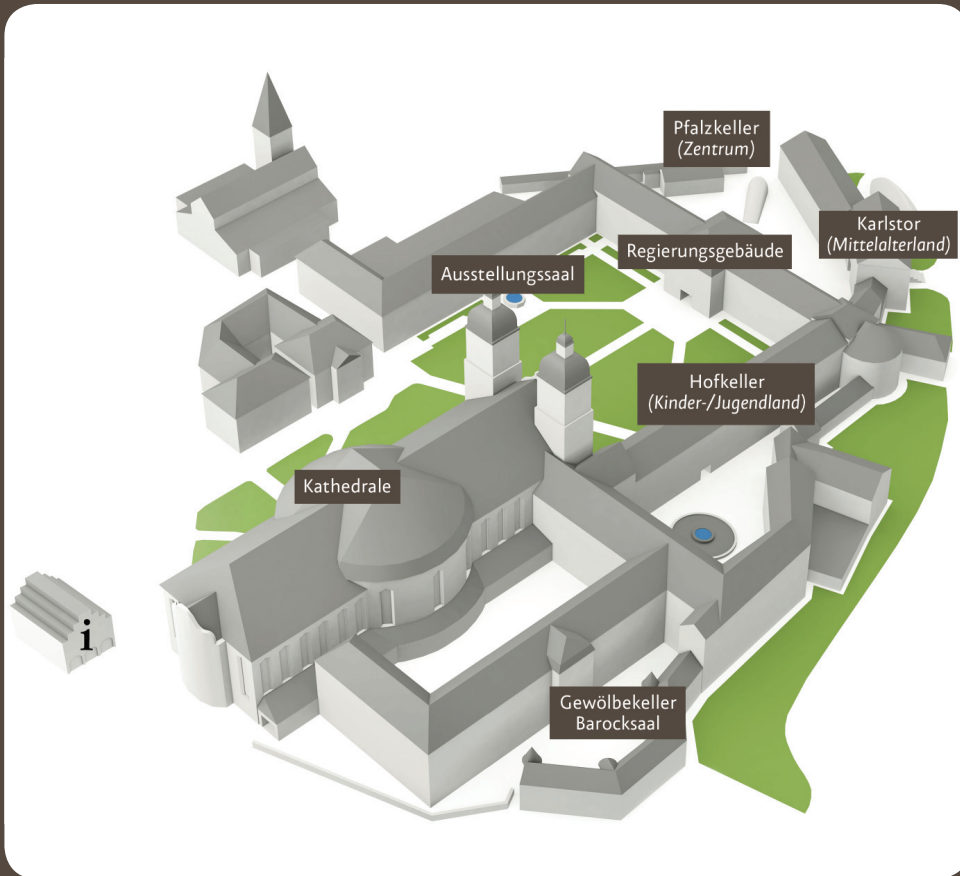 Pfalzkeller
(Zentrum)
Karlstor
(Mittelalterland)
Regierungsgebäude
Ausstellungssaal
Hofkeller
(Kinder-/Jugendland)
Kathedrale
i
Gewölbekeller
Barocksaal